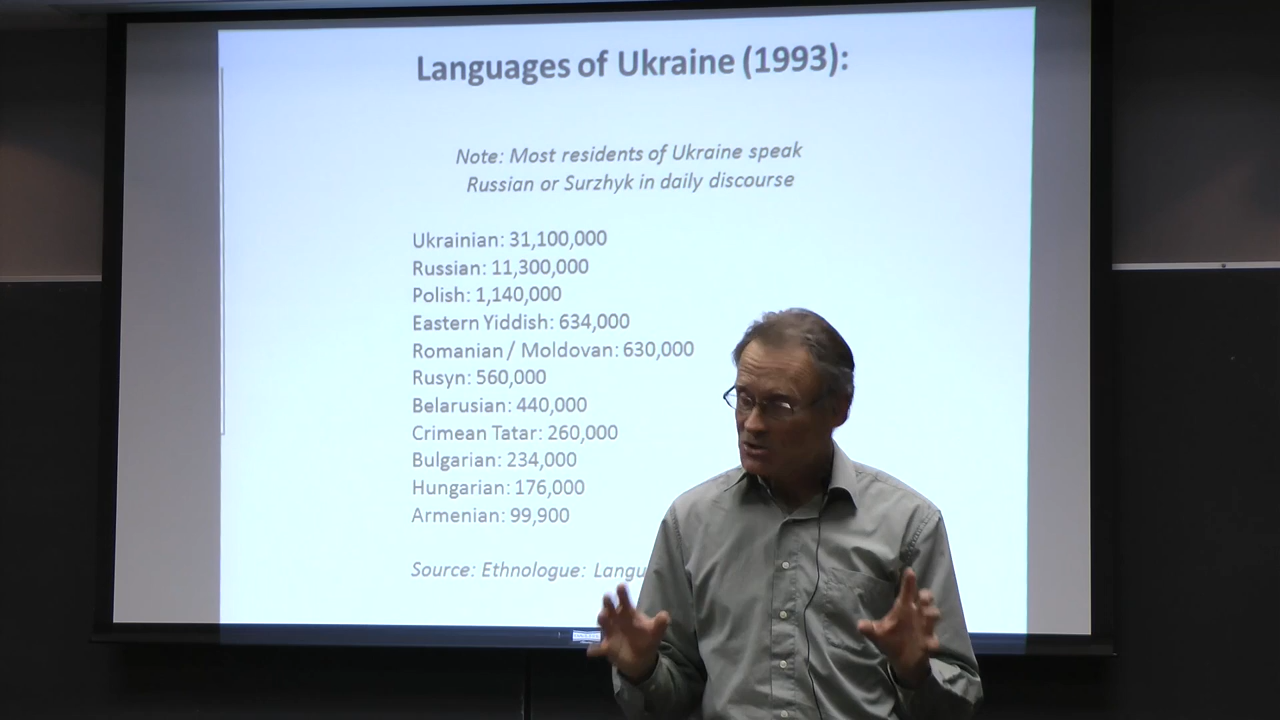 Languages of Ukraine (1993):
Note: Most residents of Ukraine speak
Russian or Surzhyk in daily discourse
Ukrainian: 31,100,000
Russian: 11,300,000
Polish: 1,140,000
Eastern Yiddish: 634,000
Romanian / Moldovan: 630,000
Rusyn: 560,000
Belarusian: 440,000
Crimean Tatar: 260,000
Bulgarian: 234,000
Hungarian: 176,000
Armenian: 99,900
Source: Ethnologue: Langu